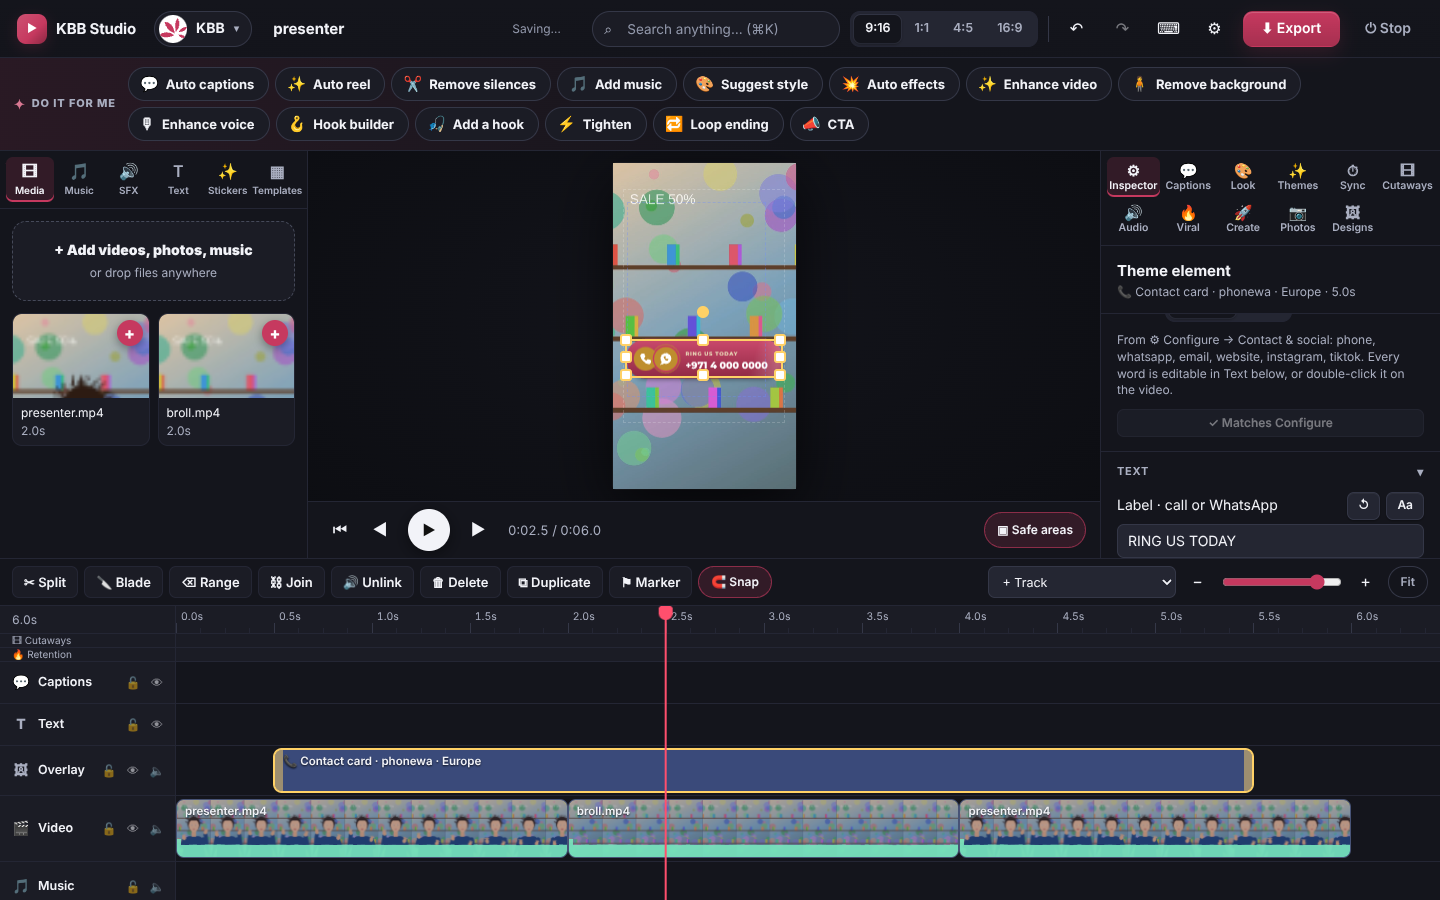 KBB Studio
KBB
presenter
Saving...
Search anything... (⌘K)
9:16
1:1
4:5
16:9
Export
Stop
DO IT FOR ME
Auto captions
Auto reel
Remove silences
Add music
Suggest style
Auto effects
Enhance video
Remove background
Enhance voice
Hook builder
Add a hook
Tighten
Loop ending
CTA
Media
Music
SFX
Text
Stickers
Templates
+ Add videos, photos, music
or drop files anywhere
presenter.mp4
2.0s
broll.mp4
2.0s
SALE 50%
RING US TODAY
+971 4 000 0000
0:02.5 / 0:06.0
Safe areas
Inspector
Captions
Look
Themes
Sync
Cutaways
Audio
Viral
Create
Photos
Designs
Theme element
Contact card · phonewa · Europe · 5.0s
From ⚙ Configure → Contact & social: phone,
whatsapp, email, website, instagram, tiktok. Every
word is editable in Text below, or double-click it on
the video.
✓ Matches Configure
TEXT
Label · call or WhatsApp
Aa
RING US TODAY
Split
Blade
Range
Join
Unlink
Delete
Duplicate
Marker
Snap
+ Track
Fit
6.0s
0.0s
0.5s
1.0s
1.5s
2.0s
2.5s
3.0s
3.5s
4.0s
4.5s
5.0s
5.5s
6.0s
Cutaways
Retention
Captions
T Text
Overlay
Contact card · phonewa · Europe
Video
presenter.mp4
broll.mp4
presenter.mp4
Music